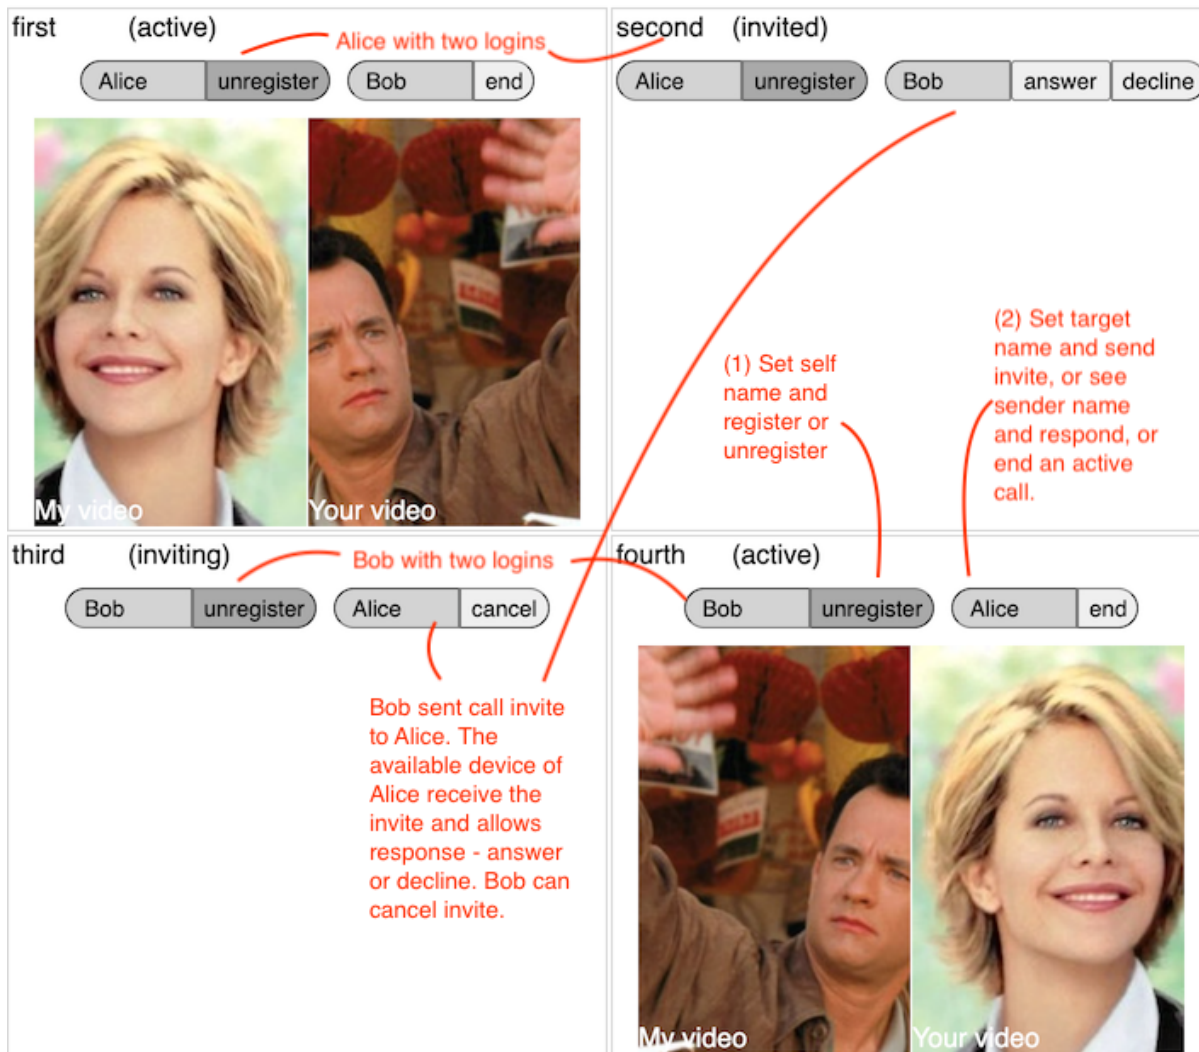 first (active)
Alice with two logins
second (invited)
Alice unregister Bob end
Alice unregister Bob answer decline
(1) Set self
name and
register or
unregister
(2) Set target
name and send
invite, or see
sender name
and respond, or
end an active
call.
My video Your video
third (inviting)
Bob with two logins
fourth (active)
Bob unregister Alice cancel
Bob unregister Alice end
Bob sent call invite
to Alice. The
available device of
Alice receive the
invite and allows
response - answer
or decline. Bob can
cancel invite.
My video Your video